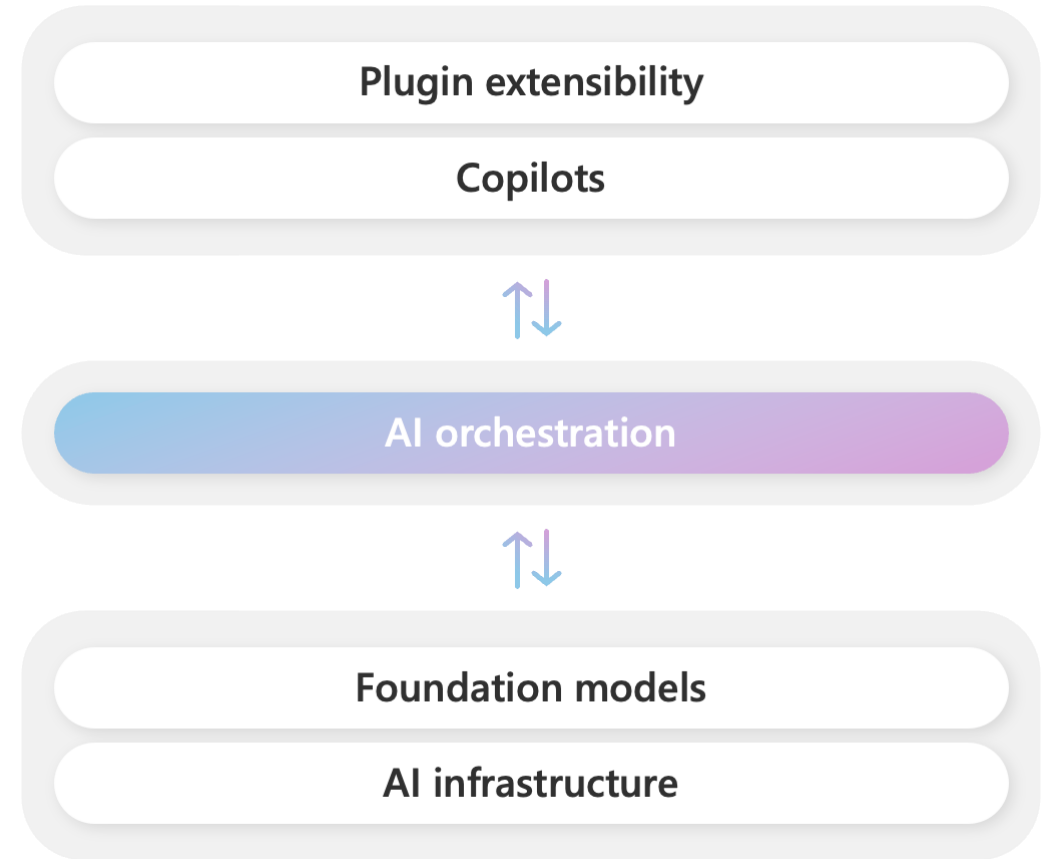 Plugin extensibility
Copilots
AI orchestration
Foundation models
AI infrastructure